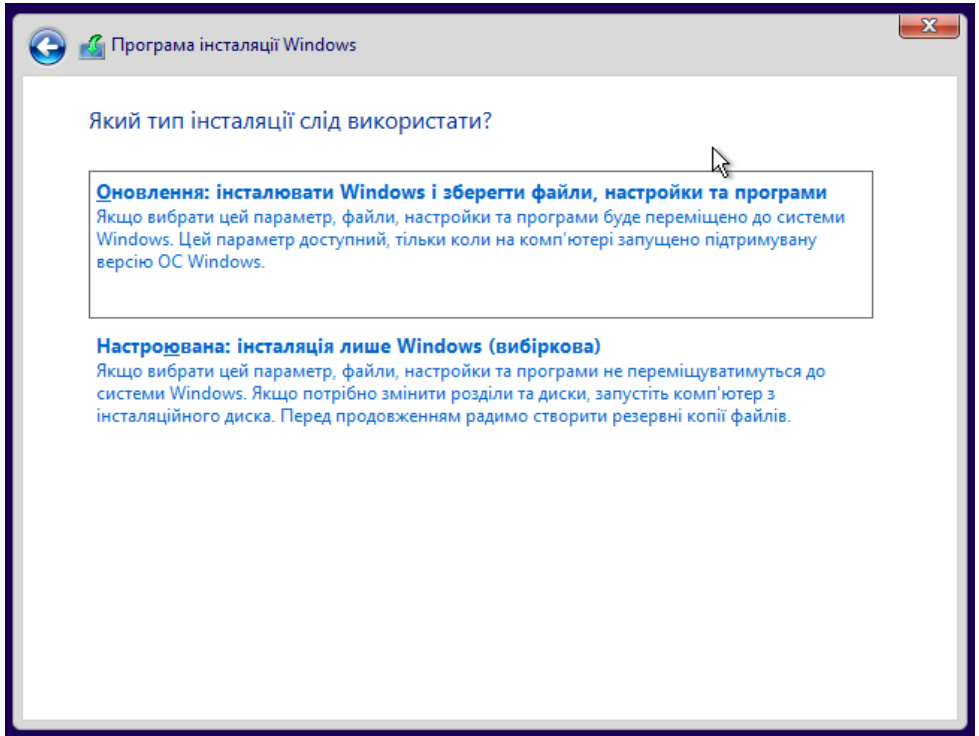 Програма інсталяції Windows
Який тип інсталяції слід використати?
Оновлення: інсталювати Windows і зберегти файли, настройки та програми
Якщо вибрати цей параметр, файли, настройки та програми буде переміщено до системи
Windows. Цей параметр доступний, тільки коли на комп'ютері запущено підтримувану
версію ОС Windows.
Настроювана: інсталяція лише Windows (вибіркова)
Якщо вибрати цей параметр, файли, настройки та програми не переміщуватимуться до
системи Windows. Якщо потрібно змінити розділи та диски, запустіть комп'ютер з
інсталяційного диска. Перед продовженням радимо створити резервні копії файлів.